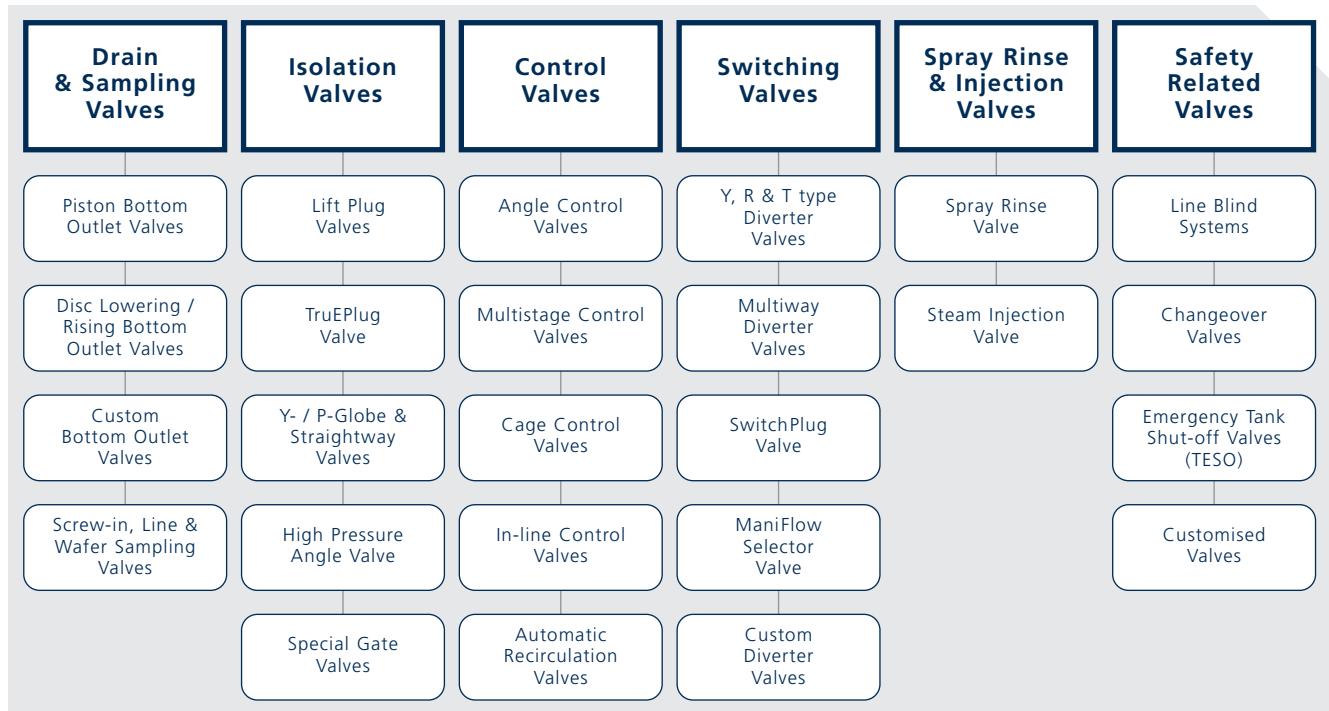 Drain
& Sampling
Valves
Piston Bottom
Outlet Valves
Disc Lowering /
Rising Bottom
Outlet Valves
Custom
Bottom Outlet
Valves
Screw-in, Line &
Wafer Sampling
Valves
Isolation
Valves
Lift Plug
Valves
TruEPlug
Valve
Y- / P-Globe &
Straightway
Valves
High Pressure
Angle Valve
Special Gate
Valves
Control
Valves
Angle Control
Valves
Multistage Control
Valves
Cage Control
Valves
In-line Control
Valves
Automatic
Recirculation
Valves
Switching
Valves
Y, R & T type
Diverter
Valves
Multiway
Diverter
Valves
SwitchPlug
Valve
ManiFlow
Selector
Valve
Custom
Diverter
Valves
Spray Rinse
& Injection
Valves
Spray Rinse
Valve
Steam Injection
Valve
Safety
Related
Valves
Line Blind
Systems
Changeover
Valves
Emergency Tank
Shut-off Valves
(TESO)
Customised
Valves